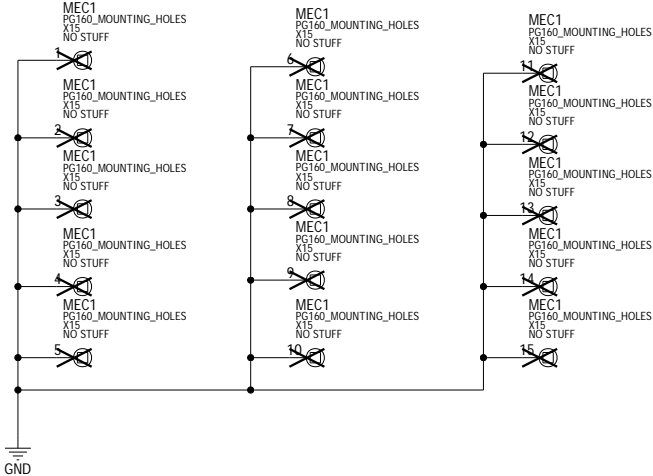 MEC1
PG160_MOUNTING_HOLES
X15
NO STUFF
1
MEC1
PG160_MOUNTING_HOLES
X15
NO STUFF
2
MEC1
PG160_MOUNTING_HOLES
X15
NO STUFF
3
MEC1
PG160_MOUNTING_HOLES
X15
NO STUFF
4
MEC1
PG160_MOUNTING_HOLES
X15
NO STUFF
5
MEC1
PG160_MOUNTING_HOLES
X15
NO STUFF
6
MEC1
PG160_MOUNTING_HOLES
X15
NO STUFF
7
MEC1
PG160_MOUNTING_HOLES
X15
NO STUFF
8
MEC1
PG160_MOUNTING_HOLES
X15
NO STUFF
9
MEC1
PG160_MOUNTING_HOLES
X15
NO STUFF
10
MEC1
PG160_MOUNTING_HOLES
X15
NO STUFF
11
MEC1
PG160_MOUNTING_HOLES
X15
NO STUFF
12
MEC1
PG160_MOUNTING_HOLES
X15
NO STUFF
13
MEC1
PG160_MOUNTING_HOLES
X15
NO STUFF
14
MEC1
PG160_MOUNTING_HOLES
X15
NO STUFF
15
GND